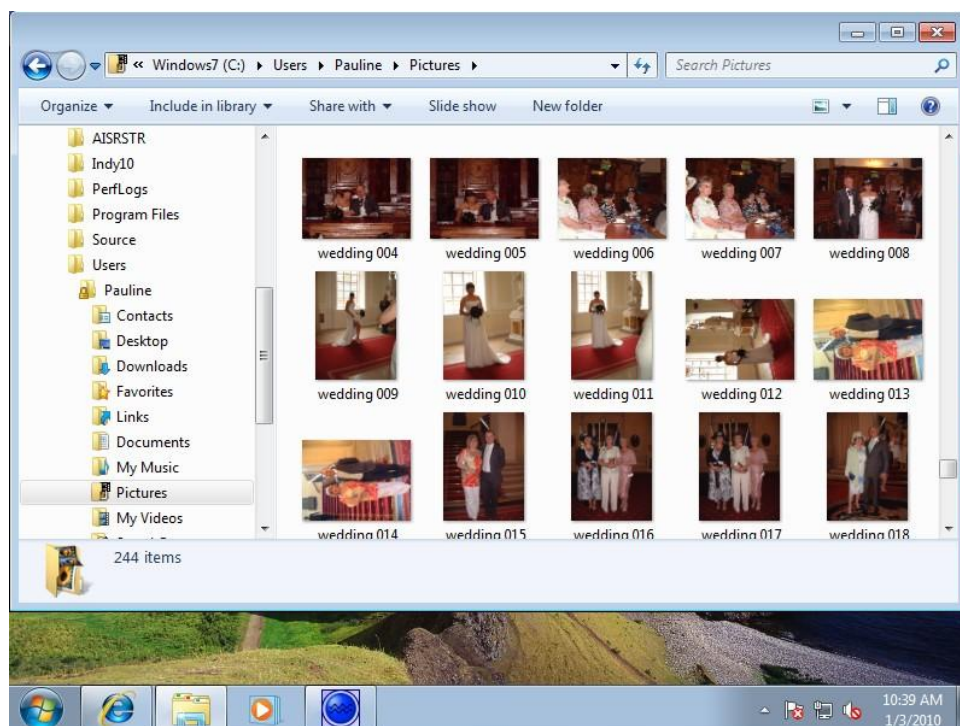 « Windows7 (C:) Users Pauline Pictures
Search Pictures
Organize Include in library Share with Slide show New folder
AISRSTR
Indy10
PerfLogs
Program Files
Source
Users
Pauline
Contacts
Desktop
Downloads
Favorites
Links
Documents
My Music
Pictures
My Videos
wedding 004 wedding 005 wedding 006 wedding 007 wedding 008
wedding 009 wedding 010 wedding 011 wedding 012 wedding 013
wedding 014 wedding 015 wedding 016 wedding 017 wedding 018
244 items
10:39 AM
1/3/2010